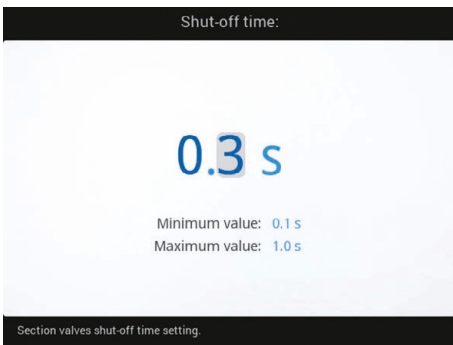 Shut-off time:
0.3 s
Minimum value: 0.1 s
Maximum value: 1.0 s
Section valves shut-off time setting.